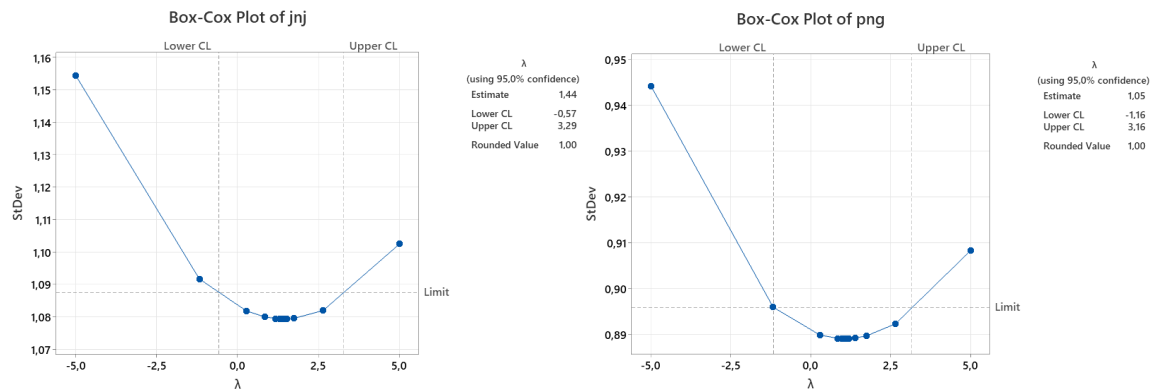 Box-Cox Plot of jnj
Lower CL
Upper CL
1,16
1,15
1,14
1,13
1,12
1,11
1,10
1,09
1,08
1,07
StDev
-5,0
-2,5
0,0
2,5
5,0
λ
Limit
λ
(using 95,0% confidence)
Estimate 1,44
Lower CL -0,57
Upper CL 3,29
Rounded Value 1,00
Box-Cox Plot of png
Lower CL
Upper CL
0,95
0,94
0,93
0,92
0,91
0,90
0,89
StDev
-5,0
-2,5
0,0
2,5
5,0
λ
Limit
λ
(using 95,0% confidence)
Estimate 1,05
Lower CL -1,16
Upper CL 3,16
Rounded Value 1,00